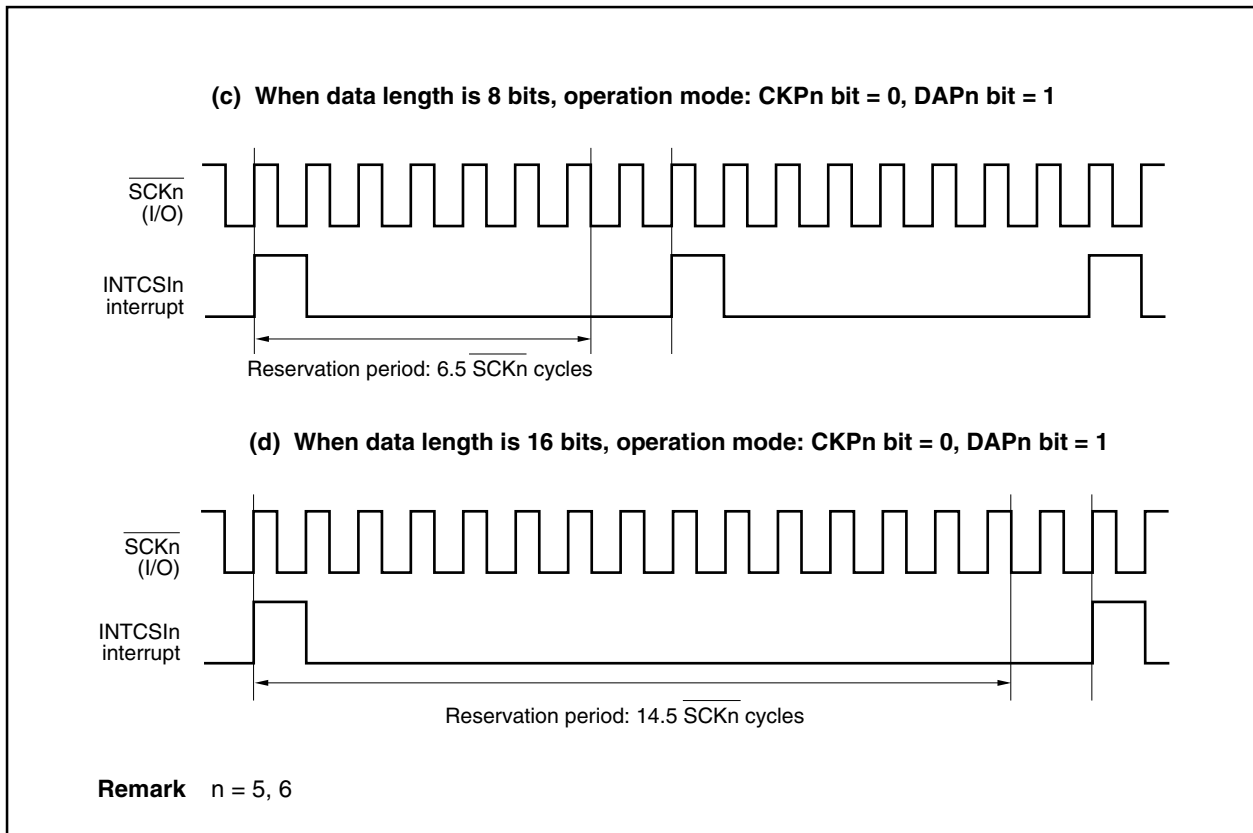 (c) When data length is 8 bits, operation mode: CKPn bit = 0, DAPn bit = 1
SCKn
(I/O)
INTCSIn
interrupt
Reservation period: 6.5 SCKn cycles
(d) When data length is 16 bits, operation mode: CKPn bit = 0, DAPn bit = 1
SCKn
(I/O)
INTCSIn
interrupt
Reservation period: 14.5 SCKn cycles
Remark n = 5, 6